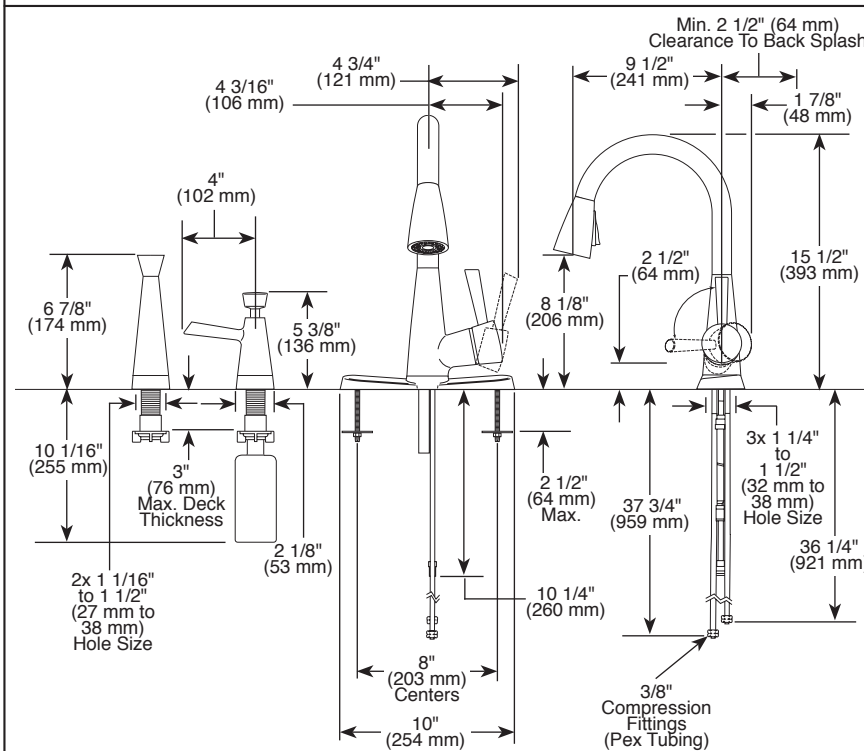 Min. 2 1/2" (64 mm)
Clearance To Back Splash
4 3/4"
(121 mm)
9 1/2"
(241 mm)
4 3/16"
(106 mm)
1 7/8"
(48 mm)
4"
(102 mm)
6 7/8"
(174 mm)
5 3/8"
(136 mm)
8 1/8"
(206 mm)
2 1/2"
(64 mm)
15 1/2"
(393 mm)
10 1/16"
(255 mm)
3"
(76 mm)
Max. Deck
Thickness
2 1/8"
(53 mm)
2x 1 1/16"
to 1 1/2"
(27 mm to
38 mm)
Hole Size
2 1/2"
(64 mm)
Max.
10 1/4"
(260 mm)
8"
(203 mm)
Centers
10"
(254 mm)
37 3/4"
(959 mm)
3x 1 1/4"
to
1 1/2"
(32 mm to
38 mm)
Hole Size
36 1/4"
(921 mm)
3/8"
Compression
Fittings
(Pex Tubing)